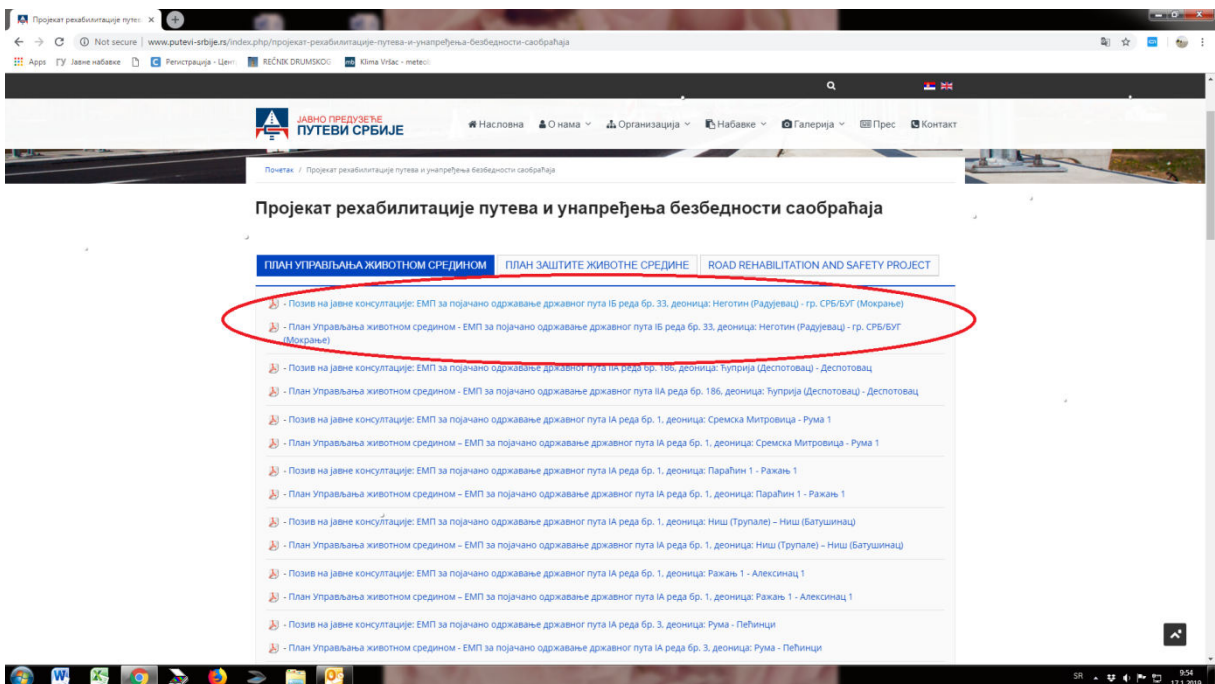 Пројекат рехабилитације путев
Not secure | www.putevi-srbije.rs/index.php/пројекат-рехабилитације-путева-и-унапређења-безбедности-саобраћаја
Apps Јавне набавке Регистрација - Цент REČNIK DRUMSKOG Klima Vršac - meteo
ЈАВНО ПРЕДУЗЕЋЕ
ПУТЕВИ СРБИЈЕ
Насловна О нама Организација Набавке Галерија Прес Контакт
Почетак / Пројекат рехабилитације путева и унапређења безбедности саобраћаја
Пројекат рехабилитације путева и унапређења безбедности саобраћаја
ПЛАН УПРАВЉАЊА ЖИВОТНОМ СРЕДИНОМ ПЛАН ЗАШТИТЕ ЖИВОТНЕ СРЕДИНЕ ROAD REHABILITATION AND SAFETY PROJECT
- Позив на јавне консултације: ЕМП за појачано одржавање државног пута IБ реда бр. 33, деоница: Неготин (Радујевац) - гр. СРБ/БУГ (Мокрање)
- План Управљања животном средином - ЕМП за појачано одржавање државног пута IБ реда бр. 33, деоница: Неготин (Радујевац) - гр. СРБ/БУГ
(Мокрање)
- Позив на јавне консултације: ЕМП за појачано одржавање државног пута IIА реда бр. 186, деоница: Ћуприја (Деспотовац) - Деспотовац
- План Управљања животном средином - ЕМП за појачано одржавање државног пута IIА реда бр. 186, деоница: Ћуприја (Деспотовац) - Деспотовац
- Позив на јавне консултације: ЕМП за појачано одржавање државног пута IА реда бр. 1, деоница: Сремска Митровица - Рума 1
- План Управљања животном средином – ЕМП за појачано одржавање државног пута IА реда бр. 1, деоница: Сремска Митровица - Рума 1
- Позив на јавне консултације: ЕМП за појачано одржавање државног пута IА реда бр. 1, деоница: Параћин 1 - Ражањ 1
- План Управљања животном средином – ЕМП за појачано одржавање државног пута IА реда бр. 1, деоница: Параћин 1 - Ражањ 1
- Позив на јавне консултације: ЕМП за појачано одржавање државног пута IА реда бр. 1, деоница: Ниш (Трупале) – Ниш (Батушинац)
- План Управљања животном средином – ЕМП за појачано одржавање државног пута IА реда бр. 1, деоница: Ниш (Трупале) – Ниш (Батушинац)
- Позив на јавне консултације: ЕМП за појачано одржавање државног пута IА реда бр. 1, деоница: Ражањ 1 - Алексинац 1
- План Управљања животном средином – ЕМП за појачано одржавање државног пута IА реда бр. 1, деоница: Ражањ 1 - Алексинац 1
- Позив на јавне консултације: ЕМП за појачано одржавање државног пута IА реда бр. 3, деоница: Рума - Пећинци
- План Управљања животном средином - ЕМП за појачано одржавање државног пута IА реда бр. 3, деоница: Рума - Пећинци
SR 9:54
17.1.2019